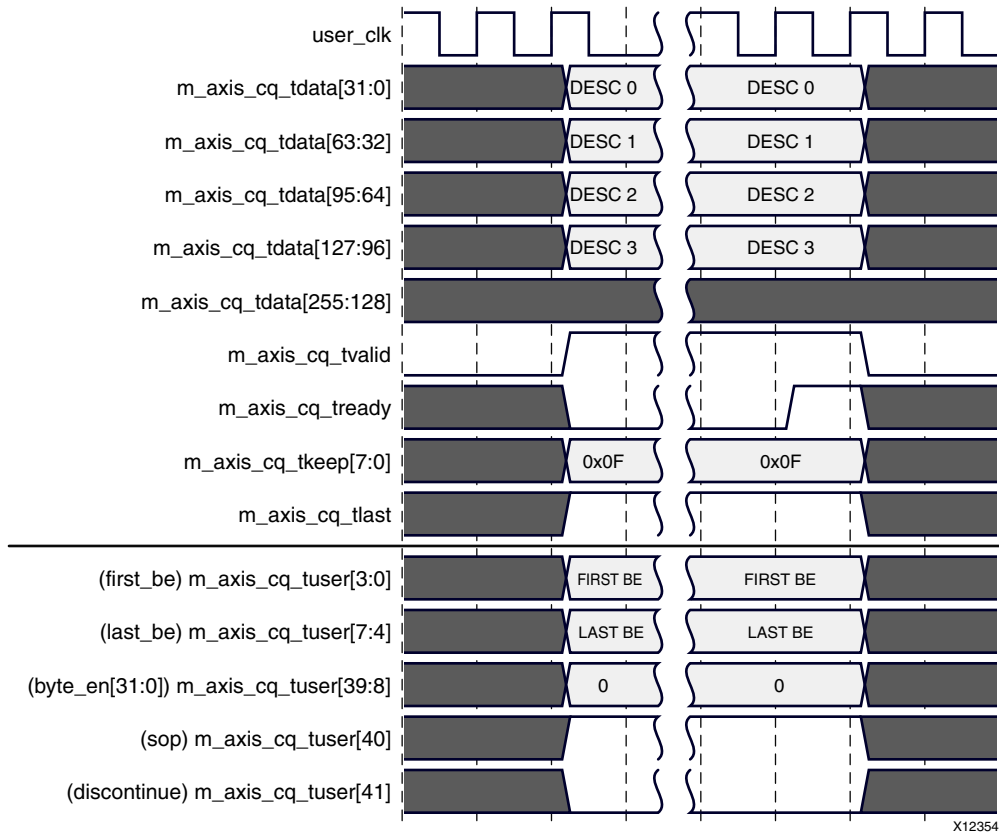 user_clk
m_axis_cq_tdata[31:0] DESC 0 DESC 0
m_axis_cq_tdata[63:32] DESC 1 DESC 1
m_axis_cq_tdata[95:64] DESC 2 DESC 2
m_axis_cq_tdata[127:96] DESC 3 DESC 3
m_axis_cq_tdata[255:128]
m_axis_cq_tvalid
m_axis_cq_tready
m_axis_cq_tkeep[7:0] 0x0F 0x0F
m_axis_cq_tlast
(first_be) m_axis_cq_tuser[3:0] FIRST BE FIRST BE
(last_be) m_axis_cq_tuser[7:4] LAST BE LAST BE
(byte_en[31:0]) m_axis_cq_tuser[39:8] 0 0
(sop) m_axis_cq_tuser[40]
(discontinue) m_axis_cq_tuser[41]
X12354